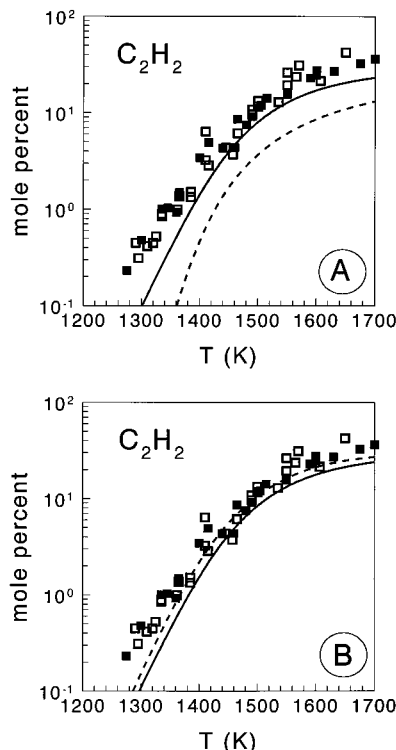 10²
C₂H₂
10¹
mole percent
10⁰
A
10⁻¹
1200 1300 1400 1500 1600 1700
T (K)
10²
C₂H₂
10¹
mole percent
10⁰
B
10⁻¹
1200 1300 1400 1500 1600 1700
T (K)